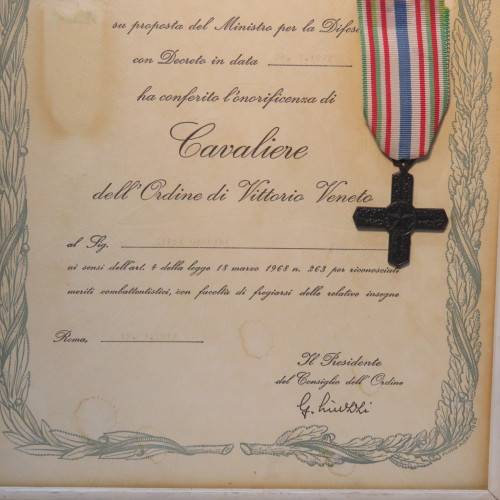 su proposta del Ministro per la Difesa
con Decreto in data
ha conferito l'onorificenza di
Cavaliere
dell'Ordine di Vittorio Veneto
al Sig.
ai sensi dell'art. 4 della legge 18 marzo 1968 n. 263 per riconosciuti
meriti combattentistici, con facoltà di fregiarsi delle relative insegne
Roma,
Il Presidente
del Consiglio dell'Ordine